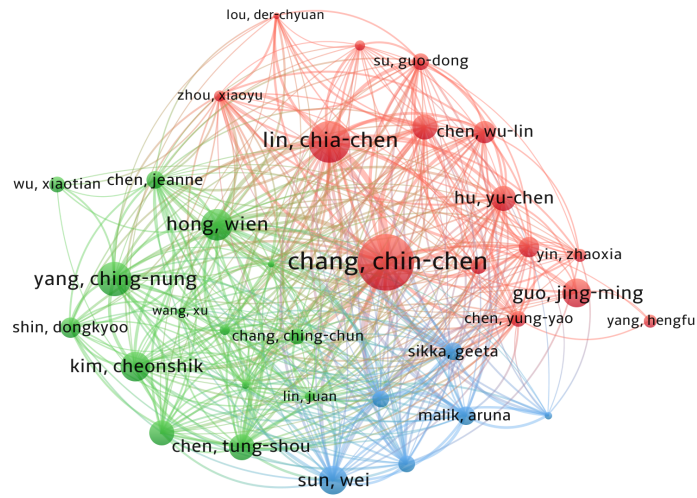 lou, der-chyuan
su, guo-dong
zhou, xiaoyu
lin, chia-chen
chen, wu-lin
wu, xiaotian
chen, jeanne
hu, yu-chen
hong, wien
chang, chin-chen
yin, zhaoxia
yang, ching-nung
guo, jing-ming
wang, xu
chen, yung-yao
yang, hengfu
shin, dongkyoo
chang, ching-chun
sikka, geeta
kim, cheonshik
lin, juan
malik, aruna
chen, tung-shou
sun, wei